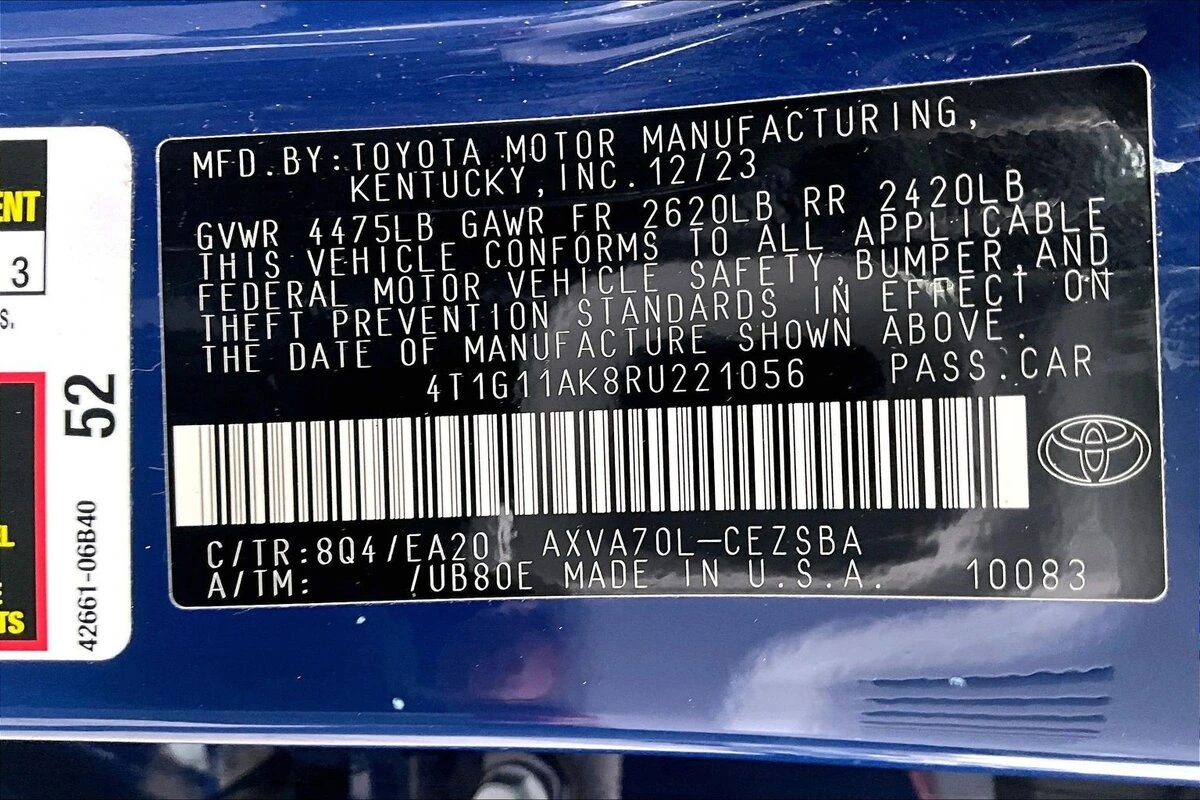 MFD.BY:TOYOTA MOTOR MANUFACTURING,
KENTUCKY,INC.12/23
GVWR 4475LB GAWR FR 2620LB RR 2420LB
THIS VEHICLE CONFORMS TO ALL APPLICABLE
FEDERAL MOTOR VEHICLE SAFETY,BUMPER,AND
THEFT PREVENTION STANDARDS IN EFFECT ON
THE DATE OF MANUFACTURE SHOWN ABOVE.
4T1G11AK8RU221056 PASS.CAR
C/TR:8Q4/EA20 AXVA70L-CEZSBA
A/TM: /UB80E MADE IN U.S.A. 10083
ENT
3
S.
52
42661-06B40
L
E
TS